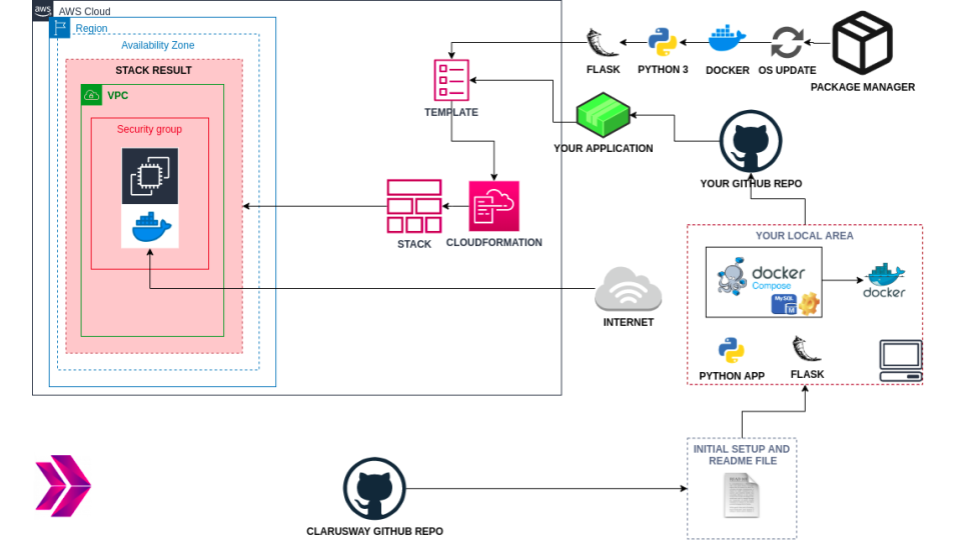 aws
AWS Cloud
Region
Availability Zone
STACK RESULT
VPC
Security group
FLASK
PYTHON 3
DOCKER
OS UPDATE
PACKAGE MANAGER
TEMPLATE
YOUR APPLICATION
YOUR GITHUB REPO
STACK
CLOUDFORMATION
INTERNET
YOUR LOCAL AREA
docker
Compose
MySQL
M
docker
PYTHON APP
FLASK
INITIAL SETUP AND
README FILE
CLARUSWAY GITHUB REPO